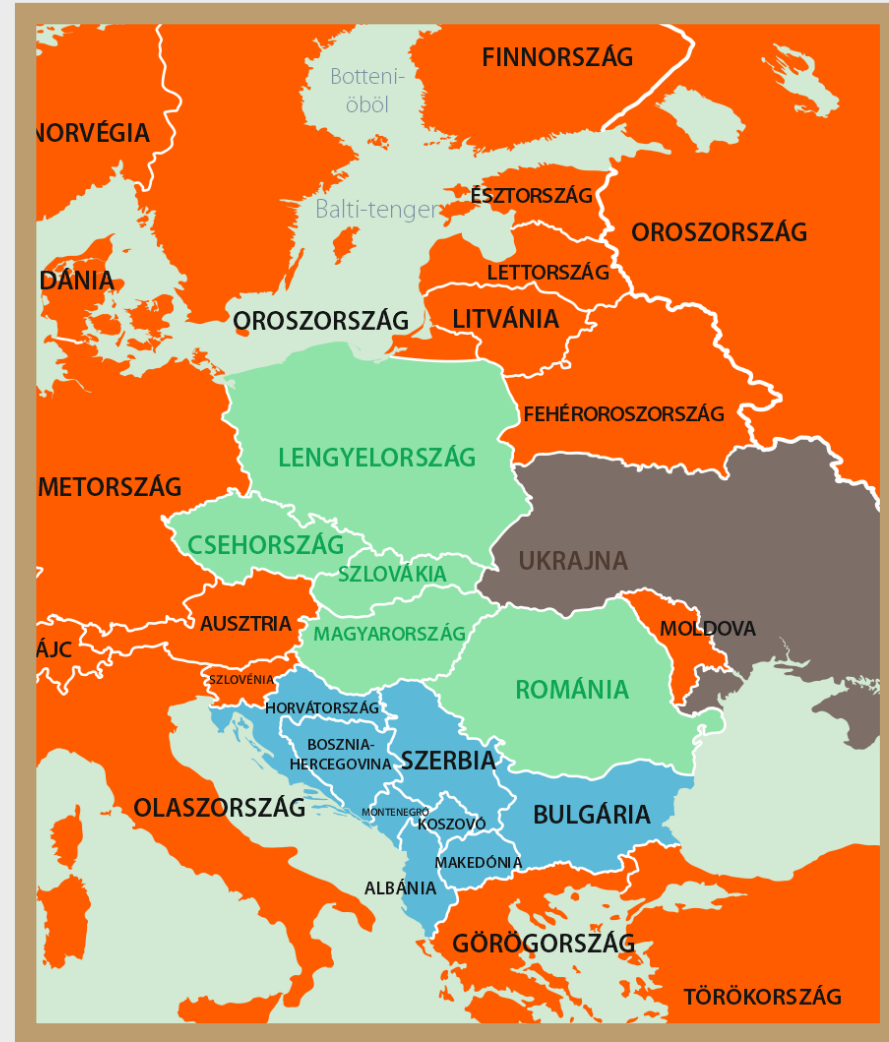 FINNORSZÁG
Botteni-
öböl
NORVÉGIA
ÉSZTORSZÁG
Balti-tenger
OROSZORSZÁG
LETTORSZÁG
DÁNIA
OROSZORSZÁG
LITVÁNIA
FEHÉROROSZORSZÁG
LENGYELORSZÁG
METORSZÁG
CSEHORSZÁG
UKRAJNA
SZLOVÁKIA
AUSZTRIA
MAGYARORSZÁG
MOLDOVA
ÁJC
SZLOVÉNIA
ROMÁNIA
HORVÁTORSZÁG
BOSZNIA-
HERCEGOVINA
SZERBIA
OLASZORSZÁG
MONTENEGRÓ
KOSZOVÓ
BULGÁRIA
MAKEDÓNIA
ALBÁNIA
GÖRÖGORSZÁG
TÖRÖKORSZÁG